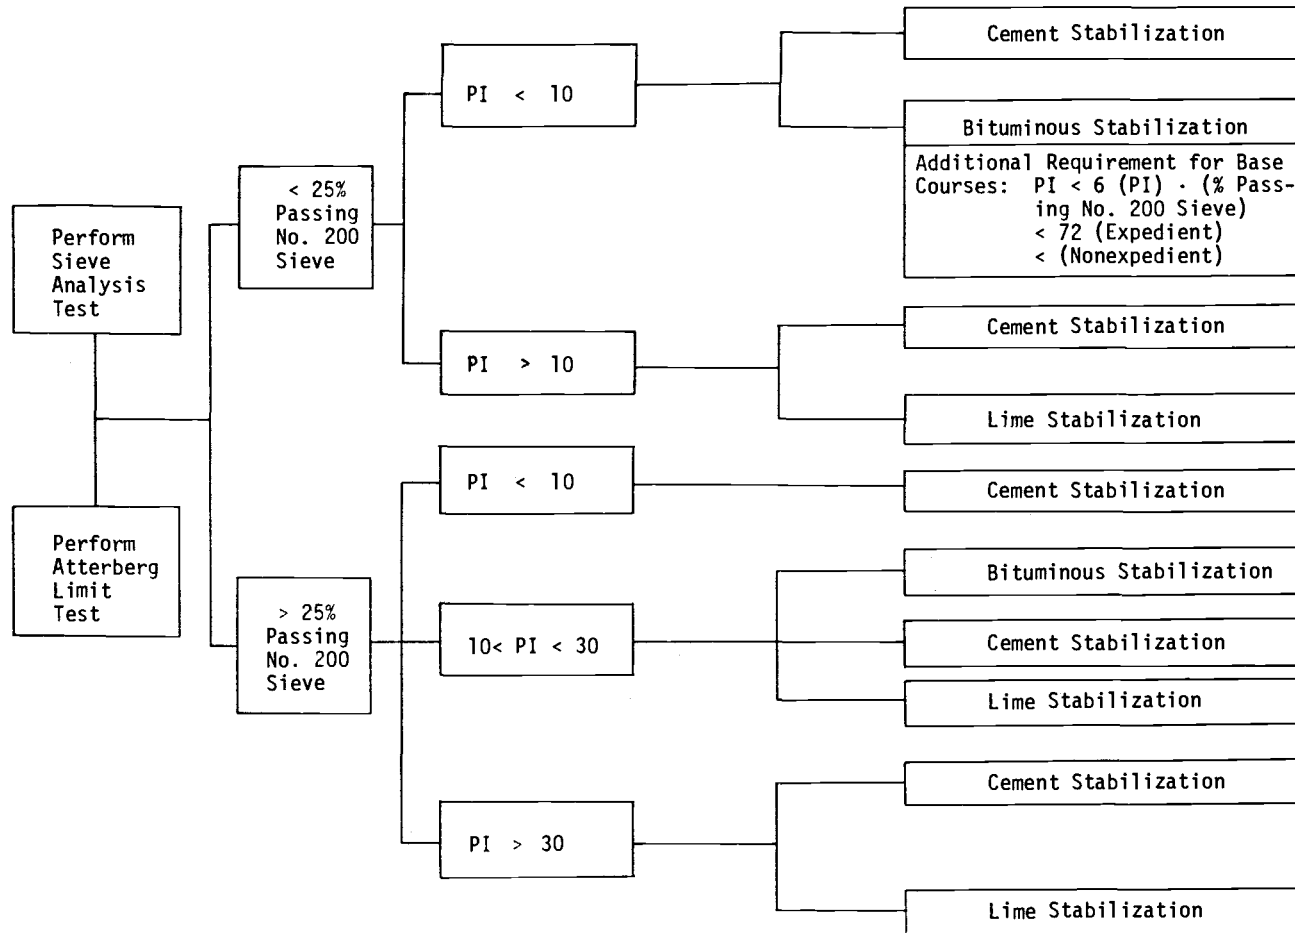 Perform
Sieve
Analysis
Test
Perform
Atterberg
Limit
Test
< 25%
Passing
No. 200
Sieve
> 25%
Passing
No. 200
Sieve
PI < 10
PI > 10
PI < 10
10< PI < 30
PI > 30
Cement Stabilization
Bituminous Stabilization
Additional Requirement for Base
Courses: PI < 6 (PI) · (% Pass-
ing No. 200 Sieve)
< 72 (Expedient)
< (Nonexpedient)
Cement Stabilization
Lime Stabilization
Cement Stabilization
Bituminous Stabilization
Cement Stabilization
Lime Stabilization
Cement Stabilization
Lime Stabilization